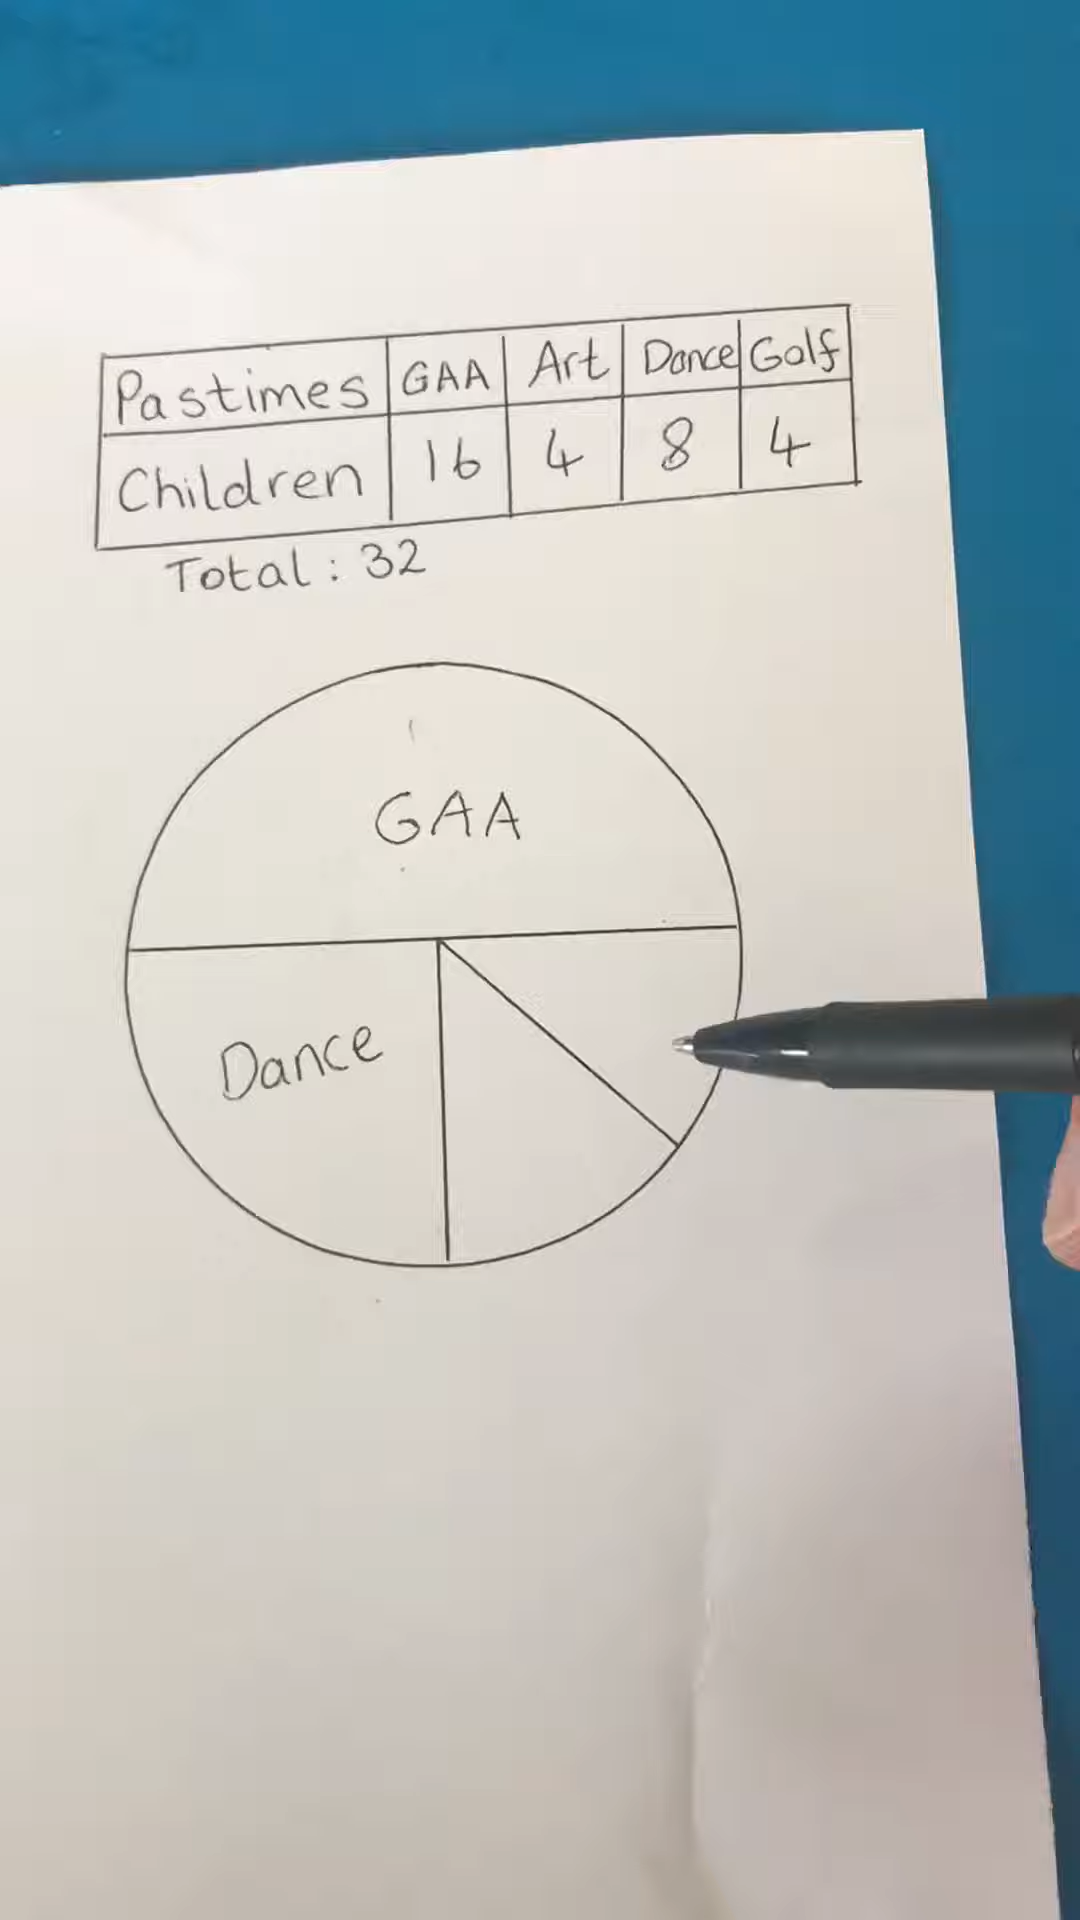 Pastimes GAA Art Dance Golf
Children 16 4 8 4
Total : 32
GAA
Dance